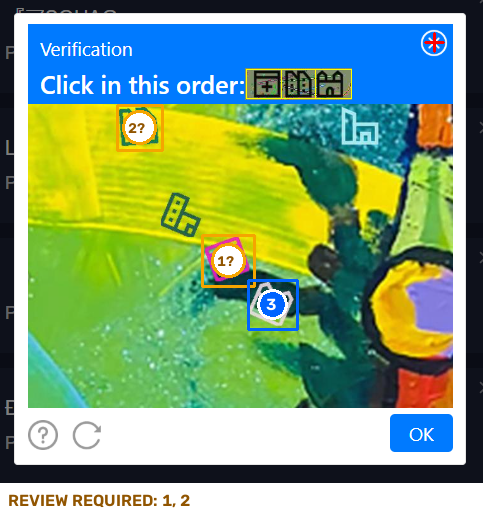 Verification
Click in this order:
2?
1?
3
OK
REVIEW REQUIRED: 1, 2